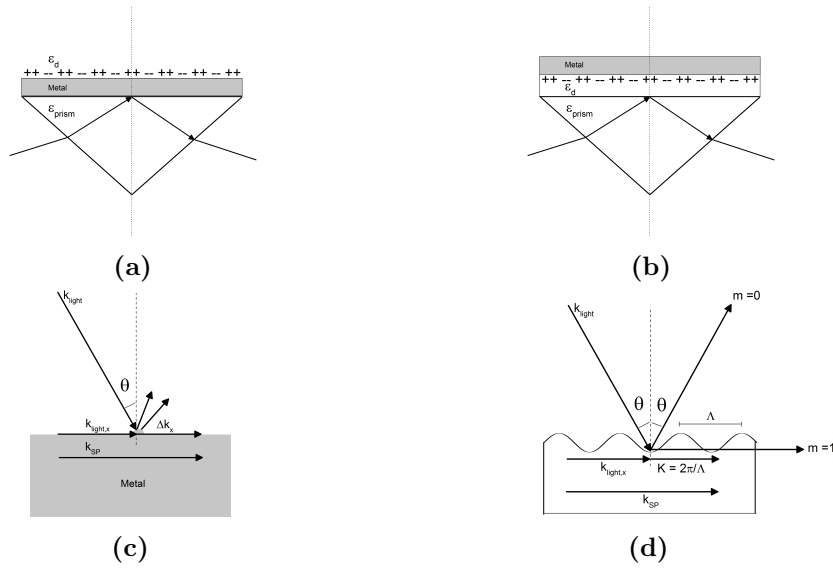 ε_d
++ -- ++ -- ++ -- ++ -- ++ -- ++ -- ++
Metal
ε_prism
(a)
Metal
++ -- ++ -- ++ -- ++ -- ++ -- ++ -- ++
ε_d
ε_prism
(b)
k_light
θ
k_light,x
Δk_x
k_SP
Metal
(c)
k_light
m =0
θ θ
Λ
m =1
k_light,x
K = 2π/Λ
k_SP
(d)